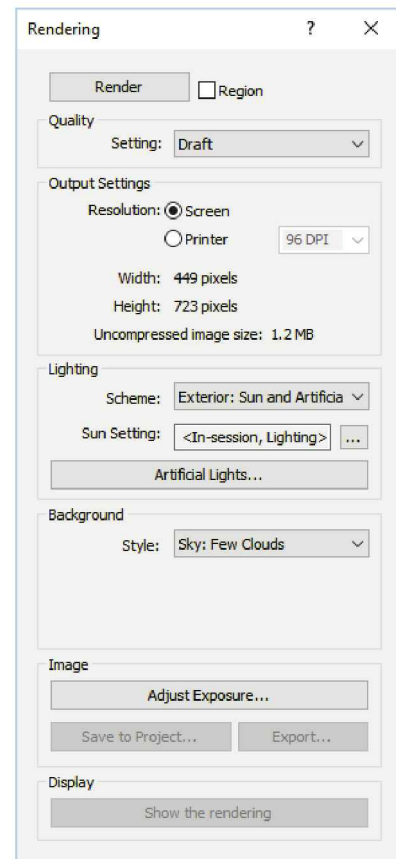 Rendering ?
Render Region
Quality
Setting: Draft
Output Settings
Resolution: Screen
Printer 96 DPI
Width: 449 pixels
Height: 723 pixels
Uncompressed image size: 1.2 MB
Lighting
Scheme: Exterior: Sun and Artificia
Sun Setting: <In-session, Lighting> ...
Artificial Lights...
Background
Style: Sky: Few Clouds
Image
Adjust Exposure...
Save to Project... Export...
Display
Show the rendering